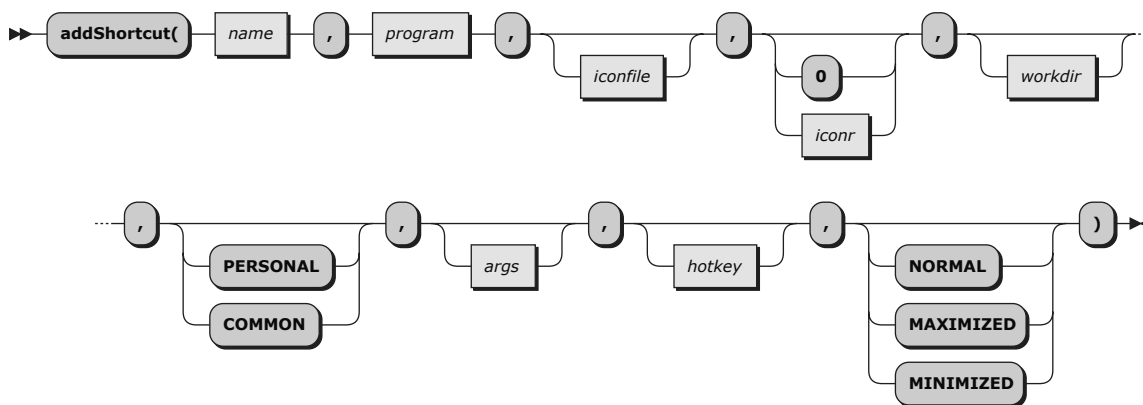 addShortcut( name , program , , , 
iconfile 0 workdir
iconr
, , , , )
PERSONAL args hotkey NORMAL
COMMON MAXIMIZED
MINIMIZED